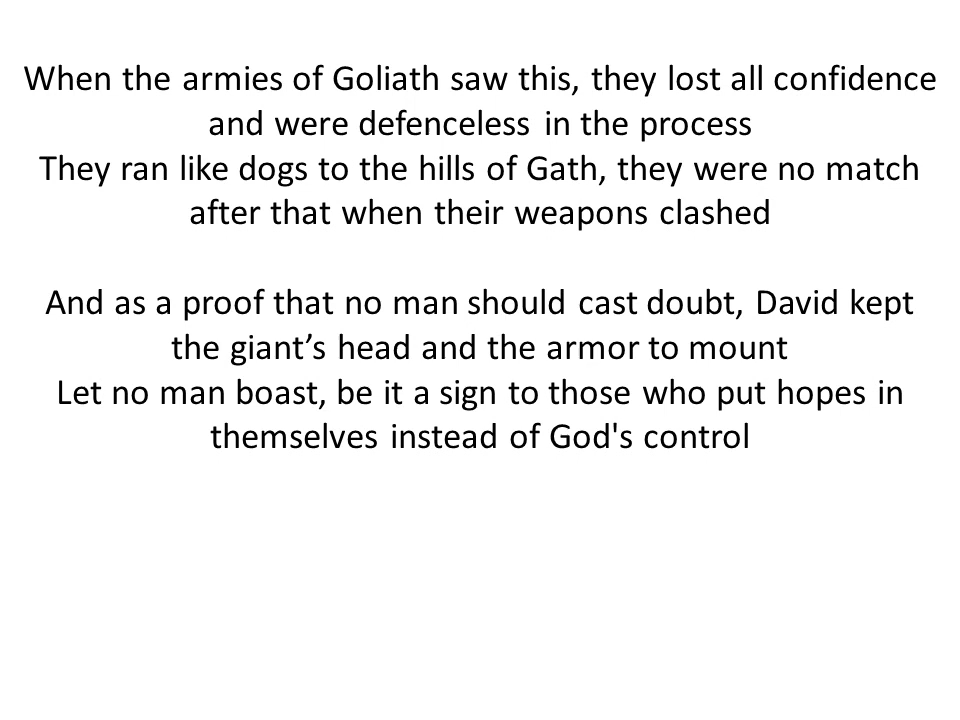 When the armies of Goliath saw this, they lost all confidence
and were defenceless in the process
They ran like dogs to the hills of Gath, they were no match
after that when their weapons clashed
And as a proof that no man should cast doubt, David kept
the giant’s head and the armor to mount
Let no man boast, be it a sign to those who put hopes in
themselves instead of God's control